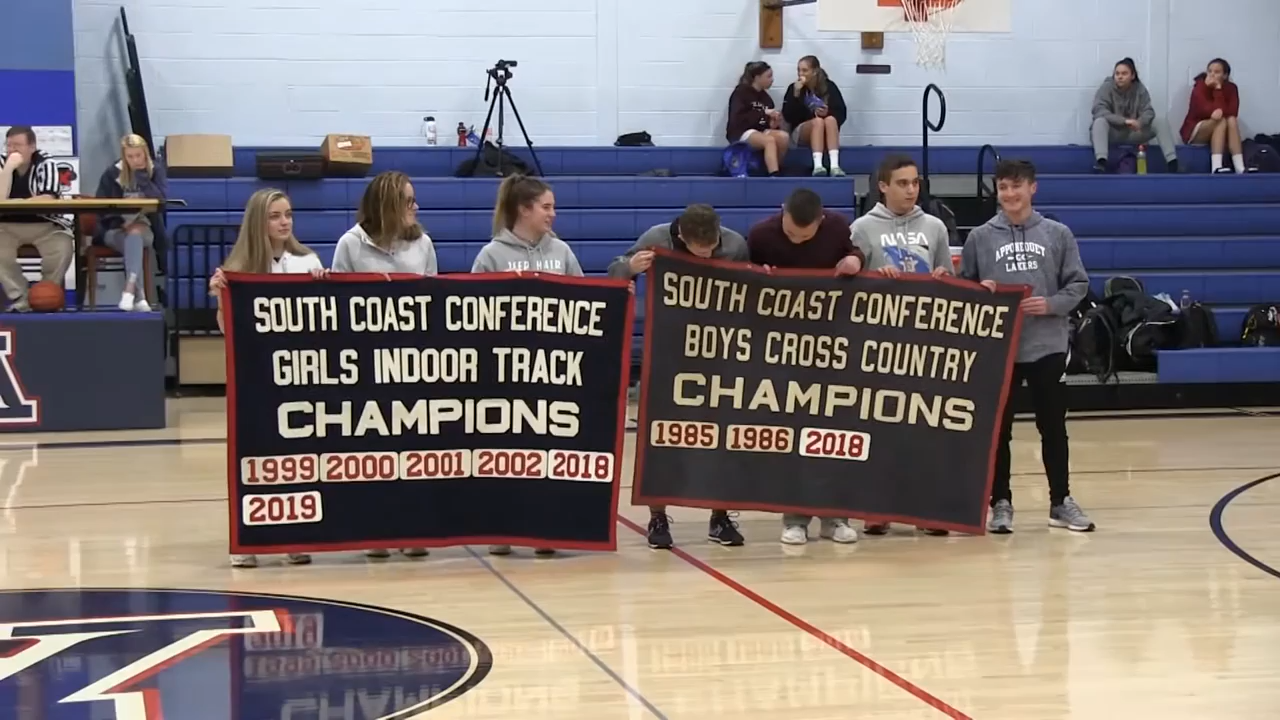 SOUTH COAST CONFERENCE
GIRLS INDOOR TRACK
CHAMPIONS
1999 2000 2001 2002 2018
2019
SOUTH COAST CONFERENCE
BOYS CROSS COUNTRY
CHAMPIONS
1985 1986 2018
NASA
APPONEQUET
CC
LAKERS